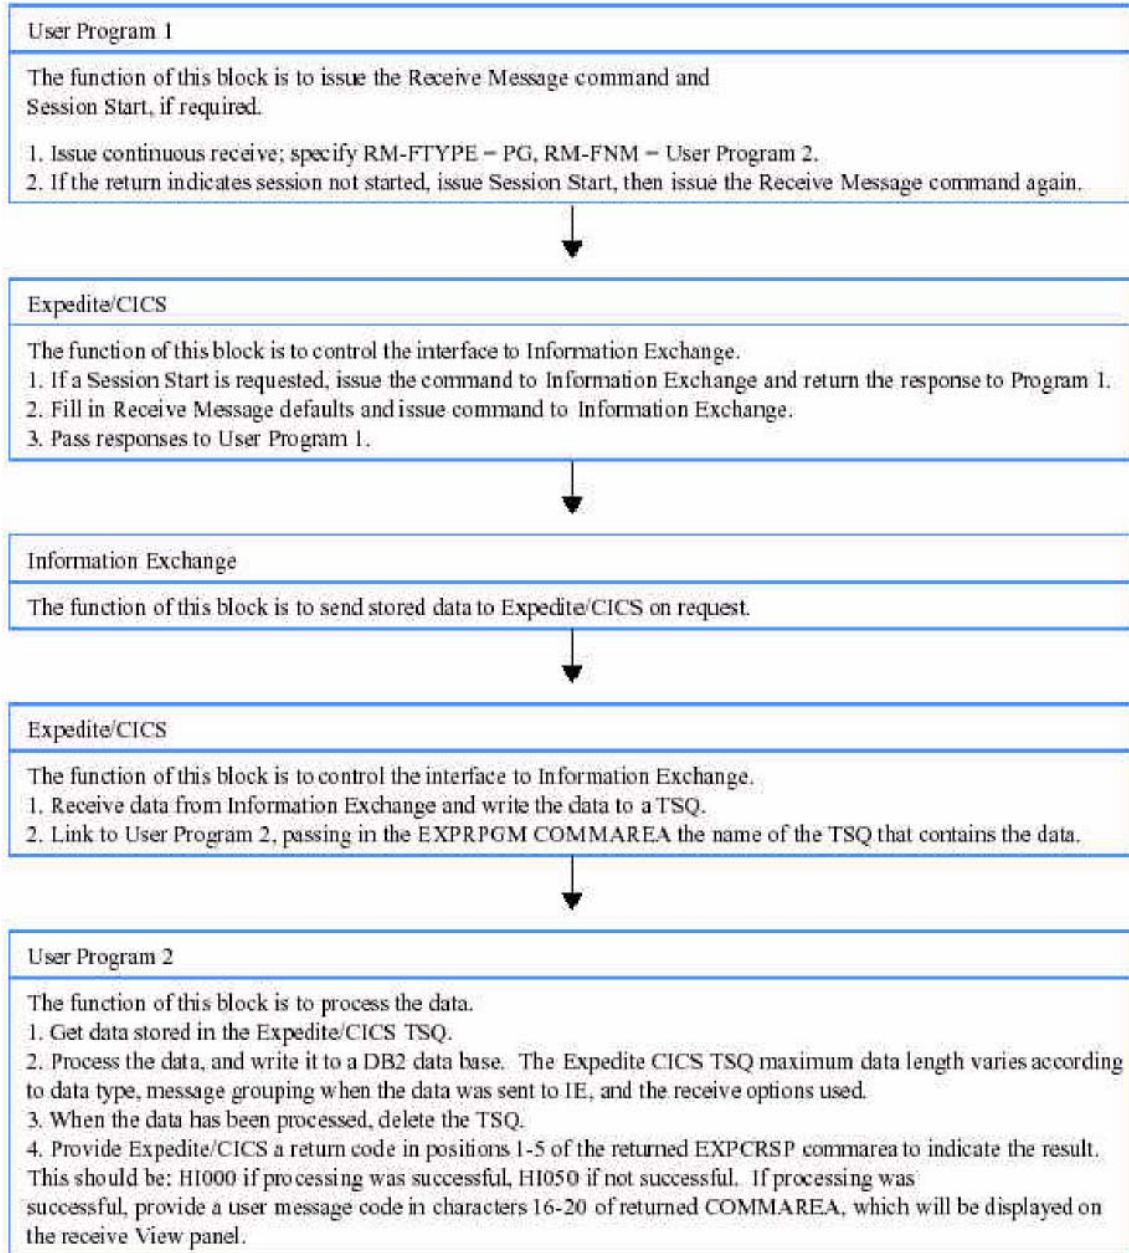 User Program 1
The function of this block is to issue the Receive Message command and
Session Start, if required.
1. Issue continuous receive; specify RM-FTYPE – PG, RM-FNM – User Program 2.
2. If the return indicates session not started, issue Session Start, then issue the Receive Message command again.
Expedite/CICS
The function of this block is to control the interface to Information Exchange.
1. If a Session Start is requested, issue the command to Information Exchange and return the response to Program 1.
2. Fill in Receive Message defaults and issue command to Information Exchange.
3. Pass responses to User Program 1.
Information Exchange
The function of this block is to send stored data to Expedite/CICS on request.
Expedite/CICS
The function of this block is to control the interface to Information Exchange.
1. Receive data from Information Exchange and write the data to a TSQ.
2. Link to User Program 2, passing in the EXPRPGM COMMAREA the name of the TSQ that contains the data.
User Program 2
The function of this block is to process the data.
1. Get data stored in the Expedite/CICS TSQ.
2. Process the data, and write it to a DB2 data base. The Expedite CICS TSQ maximum data length varies according
to data type, message grouping when the data was sent to IE, and the receive options used.
3. When the data has been processed, delete the TSQ.
4. Provide Expedite/CICS a return code in positions 1-5 of the returned EXPCRSP commarea to indicate the result.
This should be: HI000 if processing was successful, HI050 if not successful. If processing was
successful, provide a user message code in characters 16-20 of returned COMMAREA, which will be displayed on
the receive View panel.